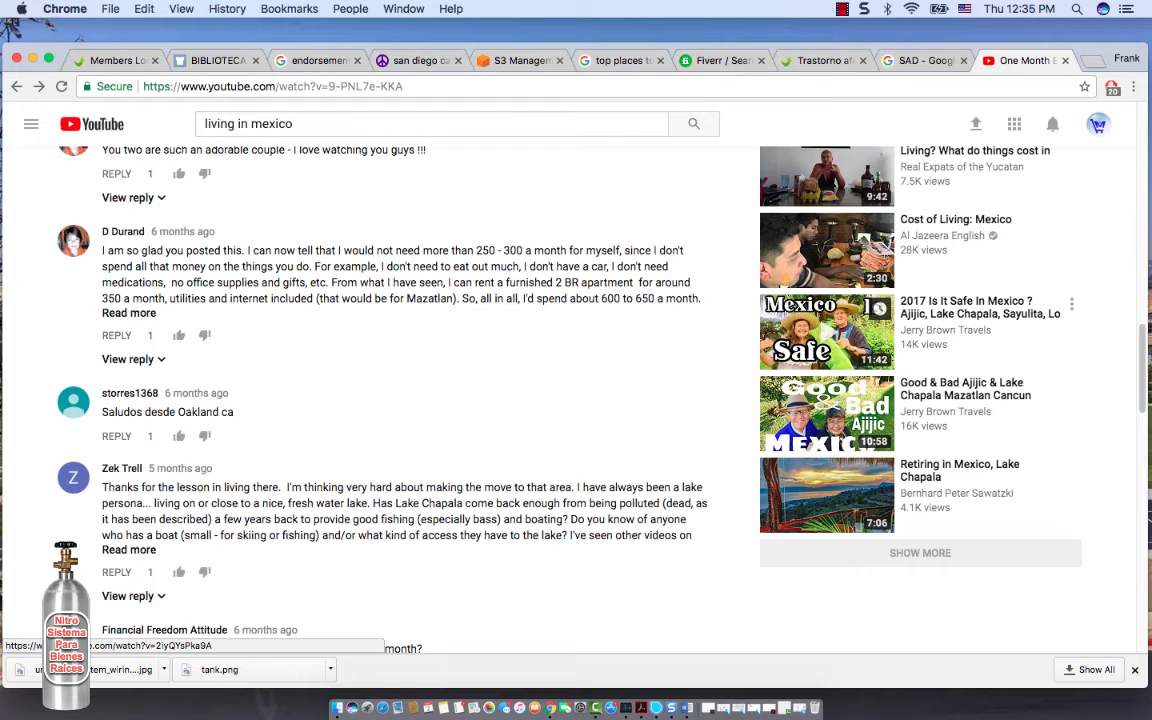 Chrome File Edit View History Bookmarks People Window Help Thu 12:35 PM
Members Lo BIBLIOTECA endorsemen san diego ca S3 Managem top places to Fiverr / Sear Trastorno afe SAD - Googl One Month E Frank
Secure https://www.youtube.com/watch?v=9-PNL7e-KKA 20
YouTube living in mexico
You two are such an adorable couple - I love watching you guys !!!
REPLY 1
View reply
D Durand 6 months ago
I am so glad you posted this. I can now tell that I would not need more than 250 - 300 a month for myself, since I don't
spend all that money on the things you do. For example, I don't need to eat out much, I don't have a car, I don't need
medications, no office supplies and gifts, etc. From what I have seen, I can rent a furnished 2 BR apartment for around
350 a month, utilities and internet included (that would be for Mazatlan). So, all in all, I'd spend about 600 to 650 a month.
Read more
REPLY 1
View reply
storres1368 6 months ago
Saludos desde Oakland ca
REPLY 1
Z
Zek Trell 5 months ago
Thanks for the lesson in living there. I'm thinking very hard about making the move to that area. I have always been a lake
persona... living on or close to a nice, fresh water lake. Has Lake Chapala come back enough from being polluted (dead, as
it has been described) a few years back to provide good fishing (especially bass) and boating? Do you know of anyone
who has a boat (small - for skiing or fishing) and/or what kind of access they have to the lake? I've seen other videos on
Read more
REPLY 1
View reply
Financial Freedom Attitude 6 months ago
month?
Living? What do things cost in
Real Expats of the Yucatan
7.5K views
9:42
Cost of Living: Mexico
Al Jazeera English
28K views
2:30
Mexico
Safe
11:42
2017 Is It Safe In Mexico ?
Ajijic, Lake Chapala, Sayulita, Lo
Jerry Brown Travels
14K views
Good
& Bad
Ajijic
MEXICO
10:58
Good & Bad Ajijic & Lake
Chapala Mazatlan Cancun
Jerry Brown Travels
16K views
Retiring in Mexico, Lake
Chapala
Bernhard Peter Sawatzki
4.1K views
7:06
SHOW MORE
Nitro
Sistema
Para
Bienes
Raices
.com/watch?v=2iyQYsPka9A
tem_wirin....jpg tank.png Show All